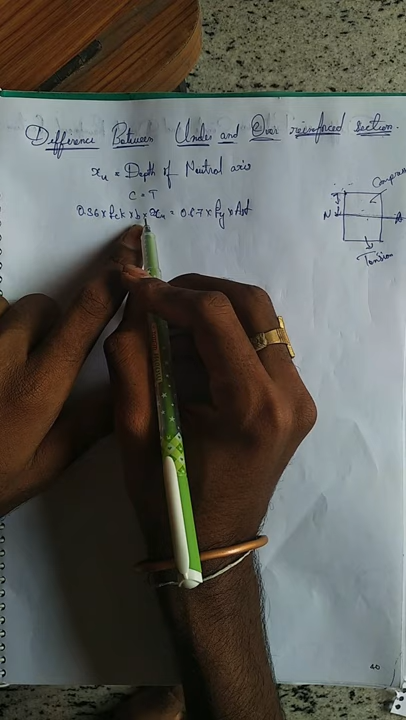 Difference Between Under and Over reinforced section.
xu = Depth of Neutral axis
C = T
0.36 × fck × b × xu = 0.87 × fy × Ast
N
A
Tension
40